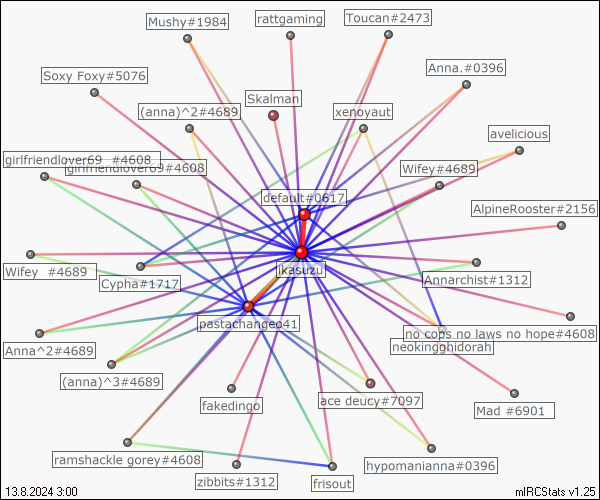 Mushy#1984
rattgaming
Toucan#2473
Soxy Foxy#5076
Anna.#0396
Skalman
(anna)^2#4689
xenoyaut
avelicious
girlfriendlover69 #4608
girlfriendlover69#4608
Wifey#4689
default#0617
AlpineRooster#2156
Wifey #4689
Cypha#1717
ikasuzu
Annarchist#1312
pastachangeo41
no cops no laws no hope#4608
neokingghidorah
Anna^2#4689
(anna)^3#4689
fakedingo
ace deucy#7097
Mad #6901
ramshackle gorey#4608
zibbits#1312
frisout
hypomanianna#0396
13.8.2024 3:00
mIRCStats v1.25